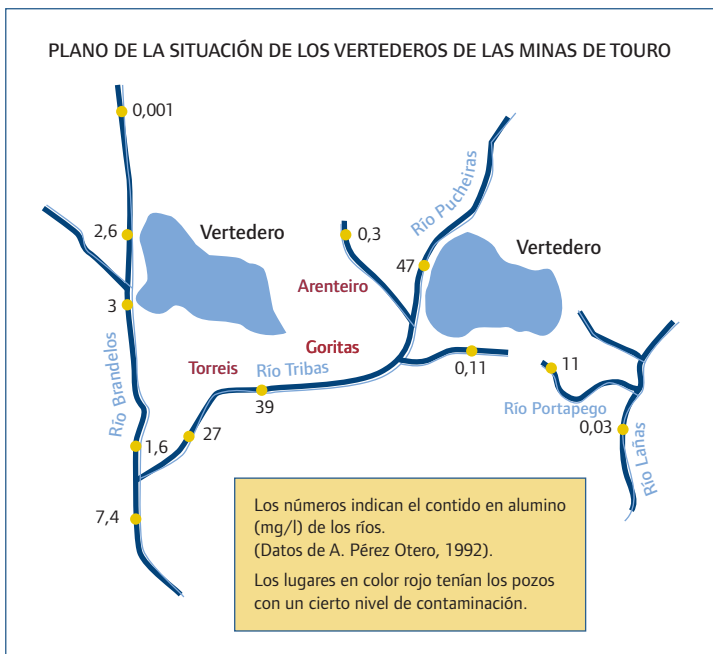 PLANO DE LA SITUACIÓN DE LOS VERTEDEROS DE LAS MINAS DE TOURO
0,001
Río Pucheiras
2,6
Vertedero
0,3
47
Vertedero
Arenteiro
3
Río Brandelos
Torreis
Río Tribas
Goritas
0,11
11
39
Río Portapego
27
0,03
1,6
Río Lañas
7,4
Los números indican el contido en alumino
(mg/l) de los ríos.
(Datos de A. Pérez Otero, 1992).
Los lugares en color rojo tenían los pozos
con un cierto nivel de contaminación.